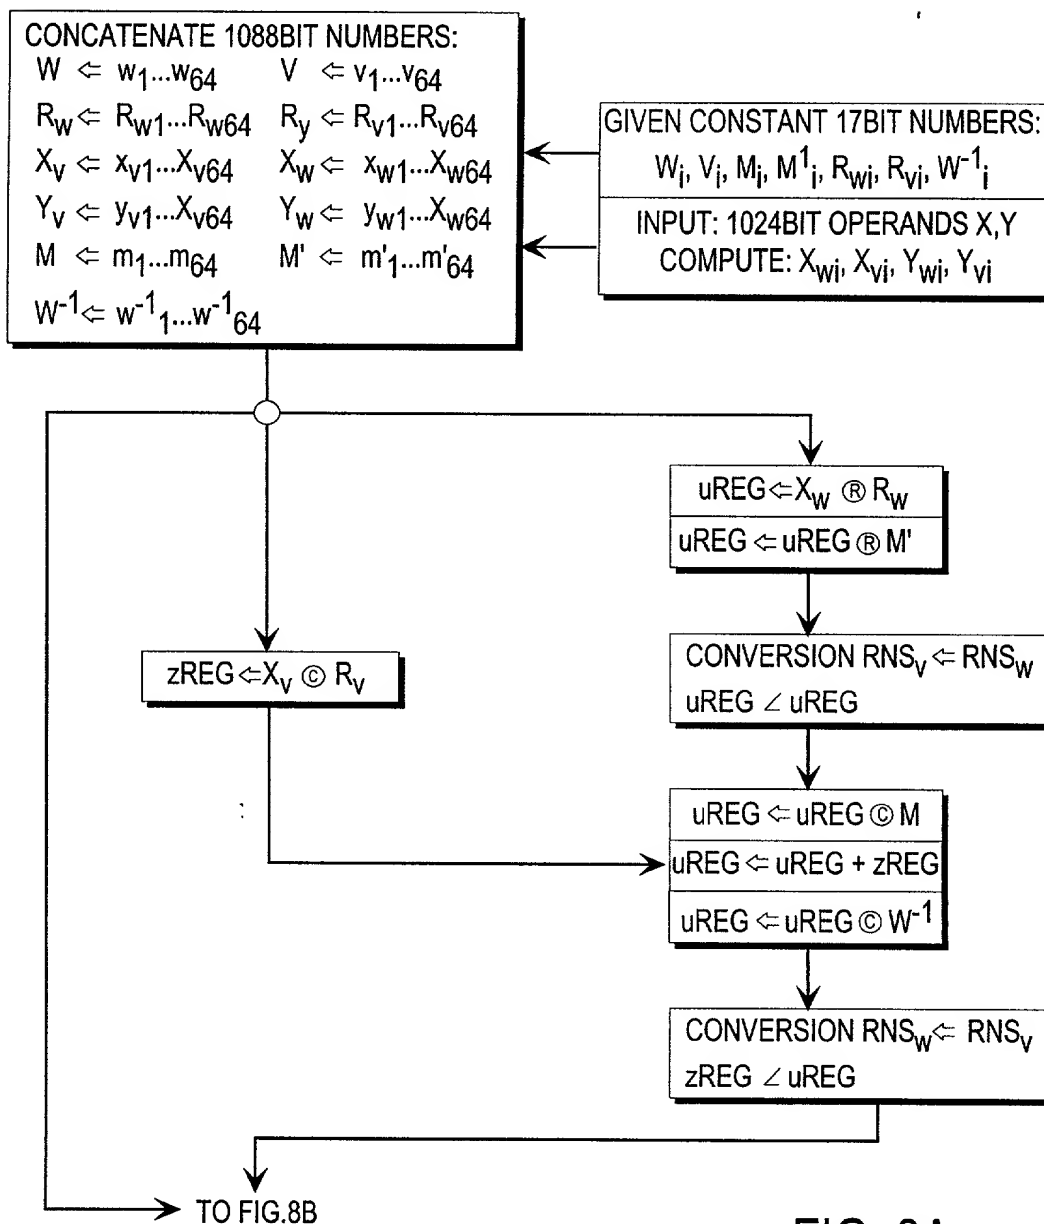 CONCATENATE 1088BIT NUMBERS:
W ⇐ w1...w64 V ⇐ v1...v64
Rw ⇐ Rw1...Rw64 Ry ⇐ Rv1...Rv64
Xv ⇐ xv1...Xv64 Xw ⇐ xw1...Xw64
Yv ⇐ yv1...Xv64 Yw ⇐ yw1...Xw64
M ⇐ m1...m64 M' ⇐ m'1...m'64
W-1 ⇐ w-11...w-164
GIVEN CONSTANT 17BIT NUMBERS:
Wi, Vi, Mi, M1i, Rwi, Rvi, W-1i
INPUT: 1024BIT OPERANDS X,Y
COMPUTE: Xwi, Xvi, Ywi, Yvi
uREG ⇐ Xw ® Rw
uREG ⇐ uREG ® M'
zREG ⇐ Xv © Rv
CONVERSION RNSv ⇐ RNSw
uREG ∠ uREG
uREG ⇐ uREG © M
uREG ⇐ uREG + zREG
uREG ⇐ uREG © W-1
CONVERSION RNSw ⇐ RNSv
zREG ∠ uREG
TO FIG.8B